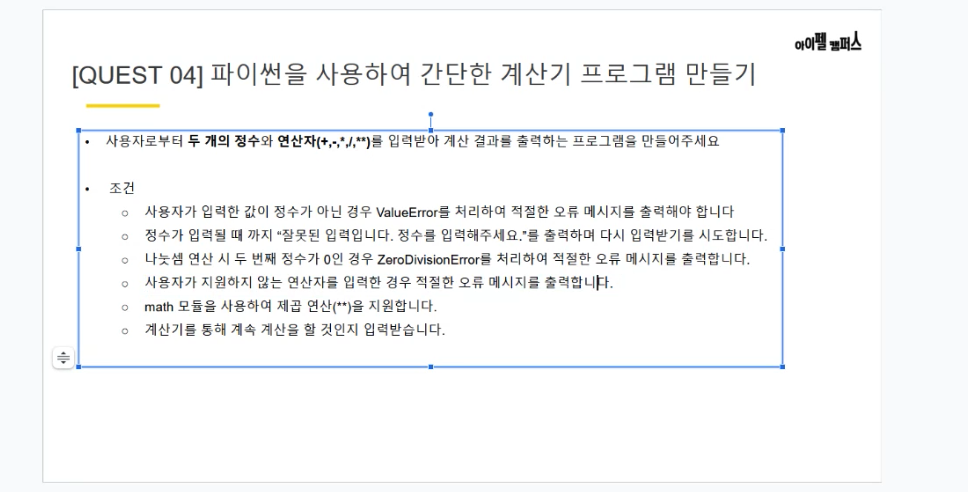 아이펠 캠퍼스
[QUEST 04] 파이썬을 사용하여 간단한 계산기 프로그램 만들기
• 사용자로부터 두 개의 정수와 연산자(+,-,*,/,**)를 입력받아 계산 결과를 출력하는 프로그램을 만들어주세요
• 조건
○ 사용자가 입력한 값이 정수가 아닌 경우 ValueError를 처리하여 적절한 오류 메시지를 출력해야 합니다
○ 정수가 입력될 때 까지 “잘못된 입력입니다. 정수를 입력해주세요.”를 출력하며 다시 입력받기를 시도합니다.
○ 나눗셈 연산 시 두 번째 정수가 0인 경우 ZeroDivisionError를 처리하여 적절한 오류 메시지를 출력합니다.
○ 사용자가 지원하지 않는 연산자를 입력한 경우 적절한 오류 메시지를 출력합니다.
○ math 모듈을 사용하여 제곱 연산(**)을 지원합니다.
○ 계산기를 통해 계속 계산을 할 것인지 입력받습니다.